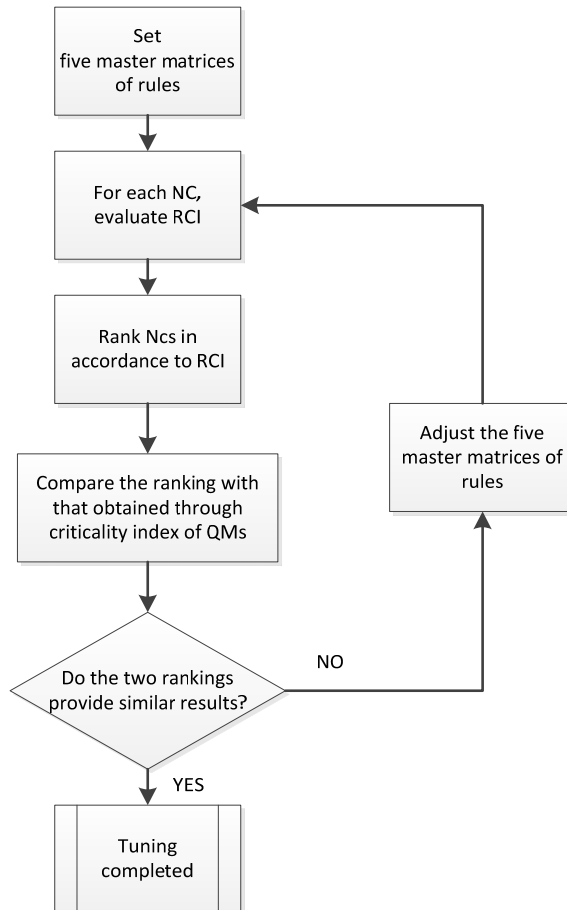 Set
five master matrices
of rules
For each NC,
evaluate RCI
Rank Ncs in
accordance to RCI
Adjust the five
master matrices of
rules
Compare the ranking with
that obtained through
criticality index of QMs
Do the two rankings
provide similar results?
NO
YES
Tuning
completed